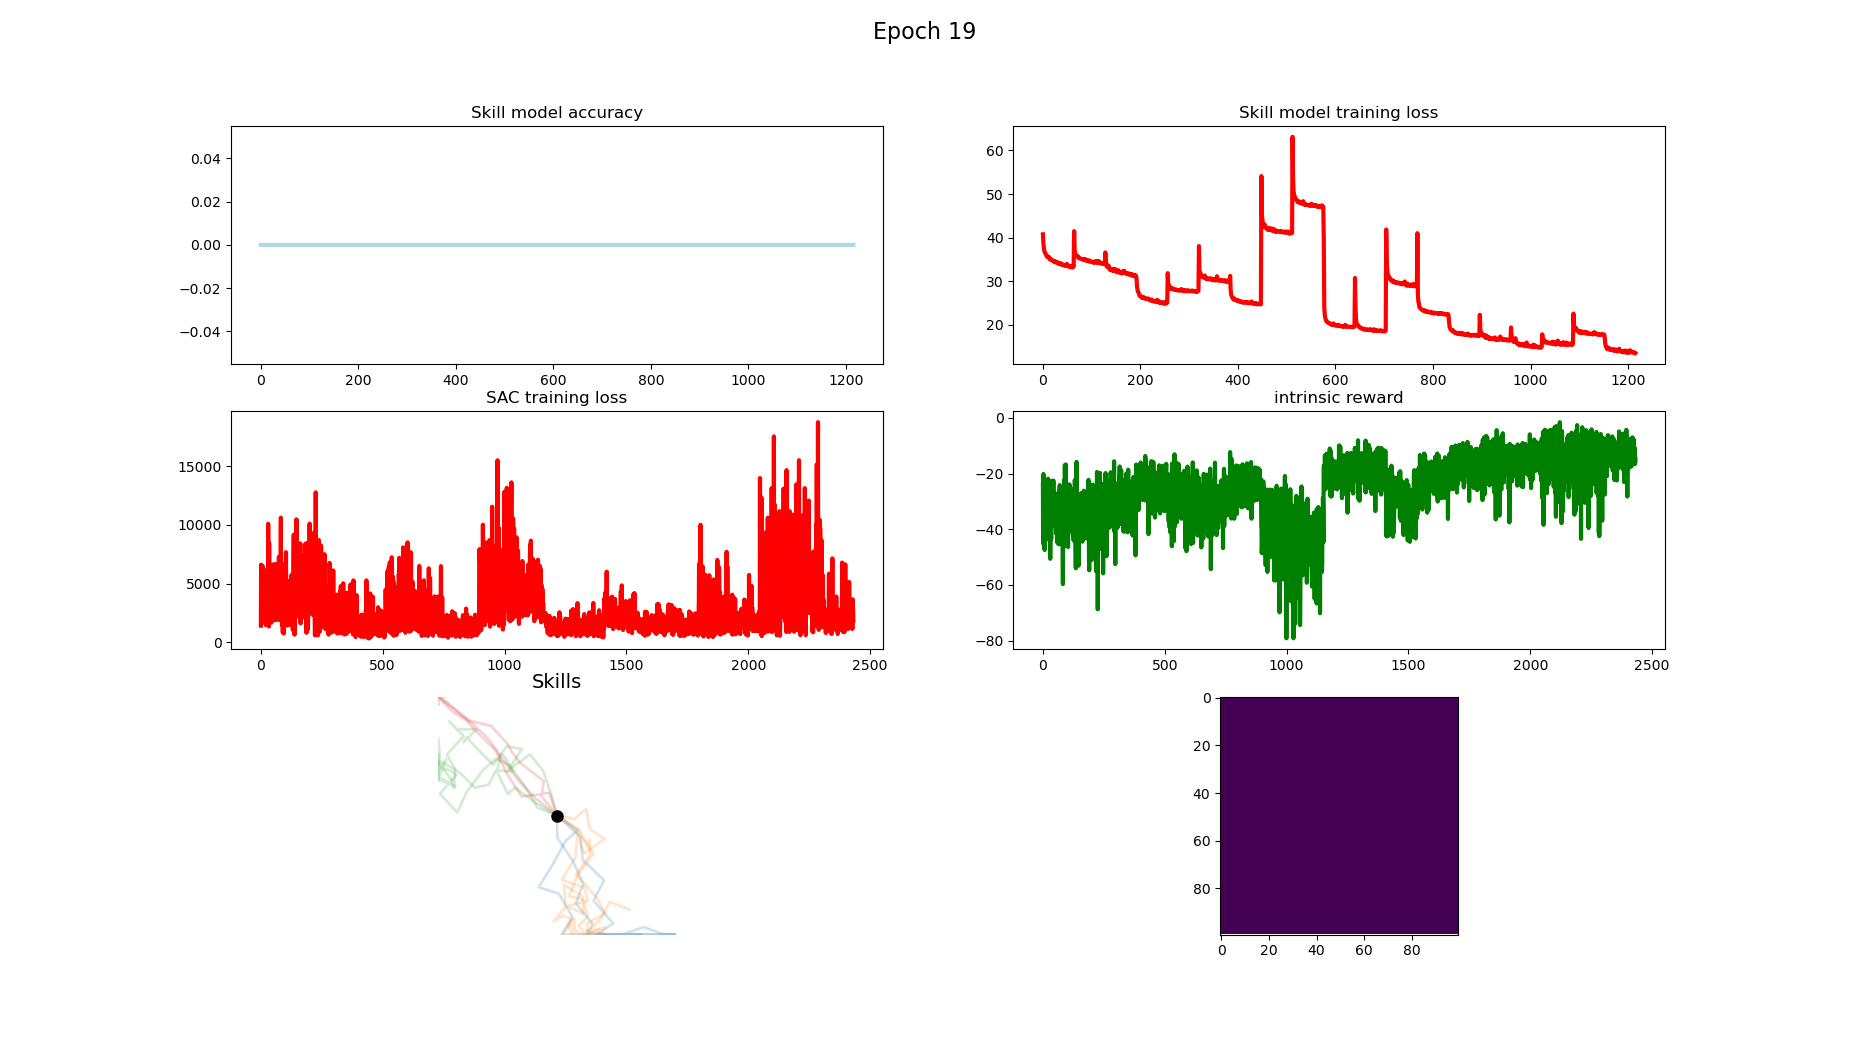 Epoch 19
Skill model accuracy
0.04
0.02
0.00
−0.02
−0.04
0 200 400 600 800 1000 1200
Skill model training loss
60
50
40
30
20
0 200 400 600 800 1000 1200
SAC training loss
15000
10000
5000
0
0 500 1000 1500 2000 2500
intrinsic reward
0
−20
−40
−60
−80
0 500 1000 1500 2000 2500
Skills
0
20
40
60
80
0 20 40 60 80